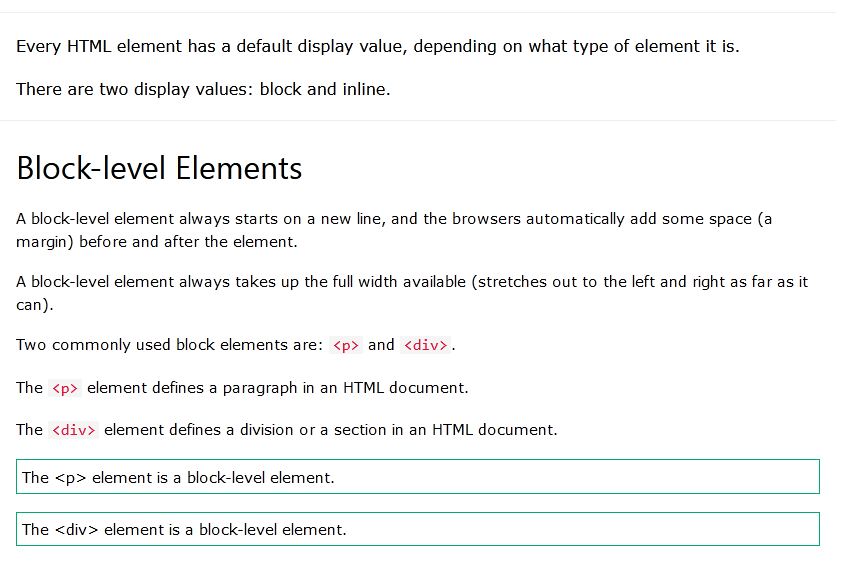 Every HTML element has a default display value, depending on what type of element it is.
There are two display values: block and inline.
Block-level Elements
A block-level element always starts on a new line, and the browsers automatically add some space (a
margin) before and after the element.
A block-level element always takes up the full width available (stretches out to the left and right as far as it
can).
Two commonly used block elements are: <p> and <div>.
The <p> element defines a paragraph in an HTML document.
The <div> element defines a division or a section in an HTML document.
The <p> element is a block-level element.
The <div> element is a block-level element.